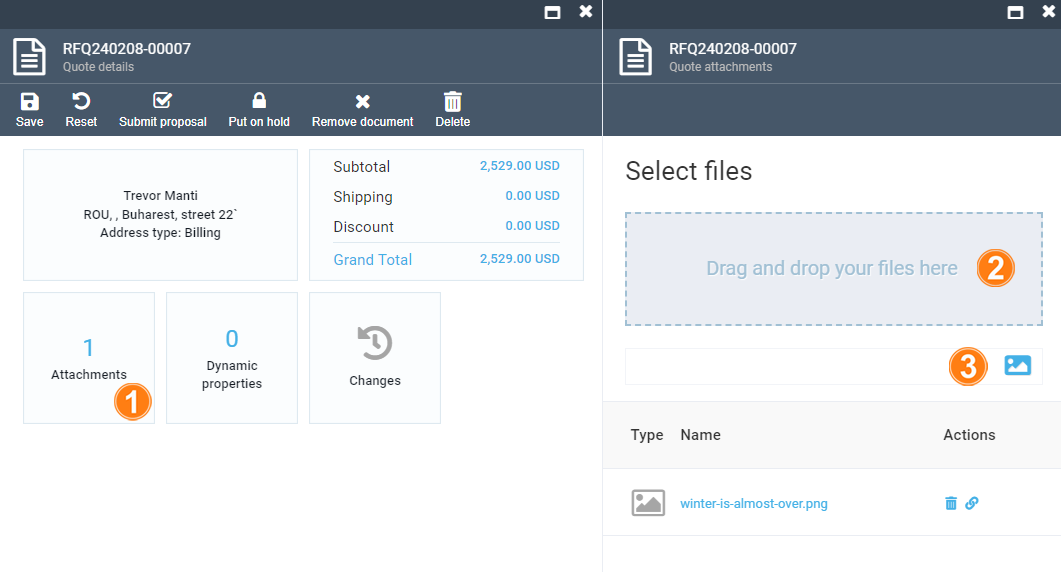 RFQ240208-00007
Quote details
Save
Reset
Submit proposal
Put on hold
Remove document
Delete
Trevor Manti
ROU, , Buharest, street 22`
Address type: Billing
Subtotal 2,529.00 USD
Shipping 0.00 USD
Discount 0.00 USD
Grand Total 2,529.00 USD
1
Attachments
1
0
Dynamic
properties
Changes
RFQ240208-00007
Quote attachments
Select files
Drag and drop your files here
2
3
Type Name Actions
winter-is-almost-over.png